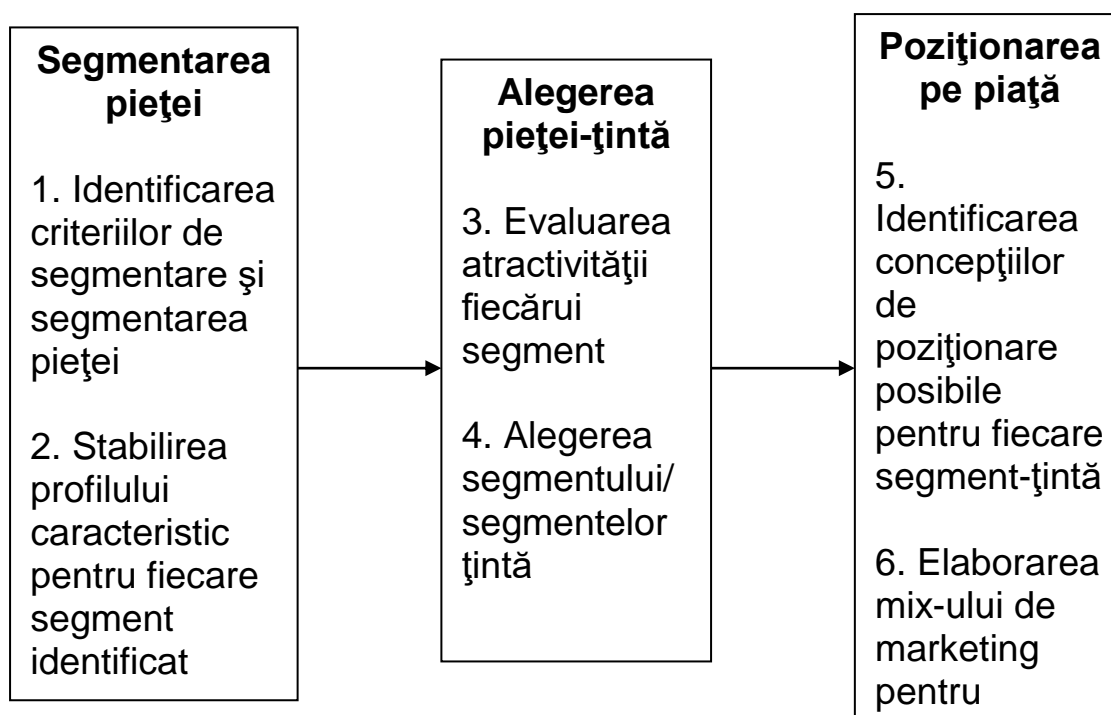 Segmentarea
pieţei
1. Identificarea
criteriilor de
segmentare şi
segmentarea
pieţei
2. Stabilirea
profilului
caracteristic
pentru fiecare
segment
identificat
Alegerea
pieţei-ţintă
3. Evaluarea
atractivităţii
fiecărui
segment
4. Alegerea
segmentului/
segmentelor
ţintă
Poziţionarea
pe piaţă
5.
Identificarea
concepţiilor
de
poziţionare
posibile
pentru fiecare
segment-ţintă
6. Elaborarea
mix-ului de
marketing
pentru